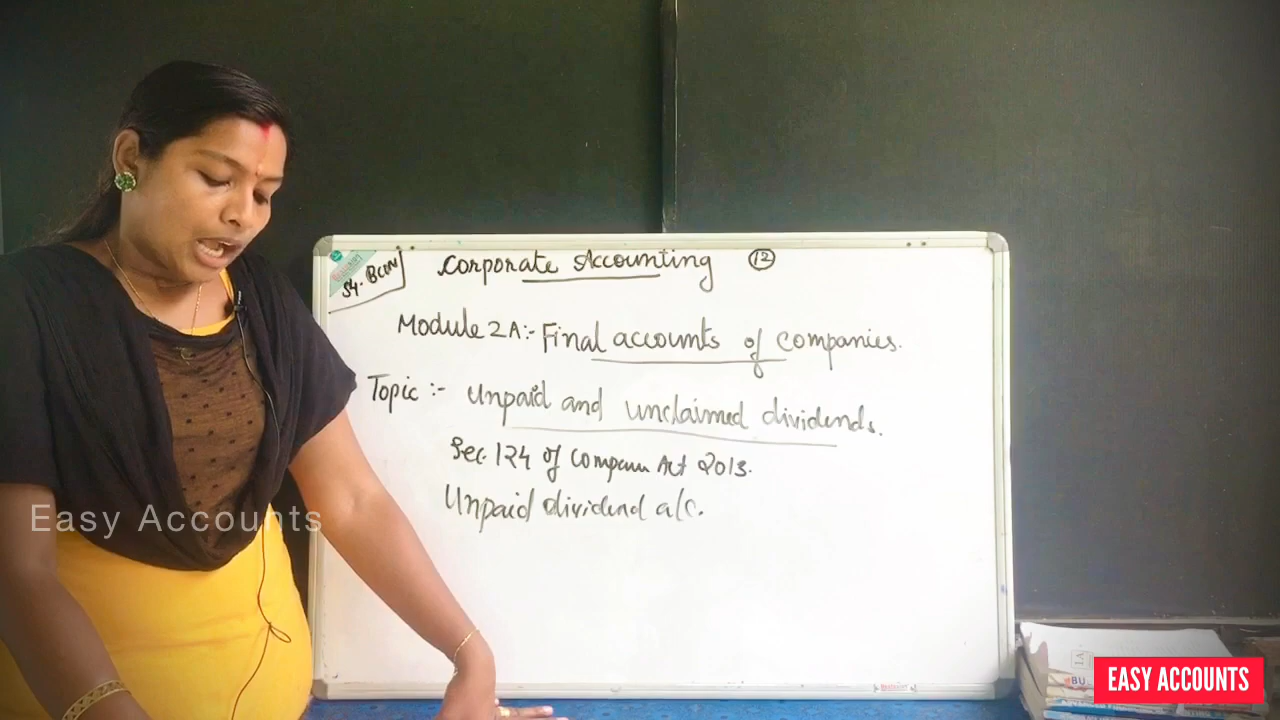 S4-BCom
Corporate Accounting 12
Module 2A:- Final accounts of companies.
Topic :- Unpaid and unclaimed dividends.
Sec. 124 of Act 2013.
Unpaid dividend a/c.
Easy Accounts
EASY ACCOUNTS